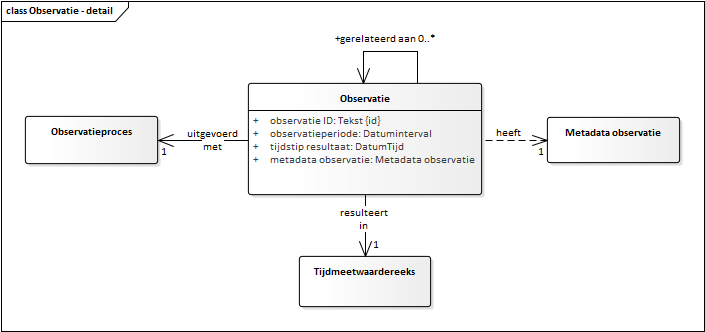 class Observatie - detail
+gerelateerd aan 0..*
Observatie
+ observatie ID: Tekst {id}
+ observatieperiode: Datuminterval
+ tijdstip resultaat: DatumTijd
+ metadata observatie: Metadata observatie
Observatieproces
uitgevoerd
met
1
heeft
1
Metadata observatie
resulteert
in
1
Tijdmeetwaardereeks